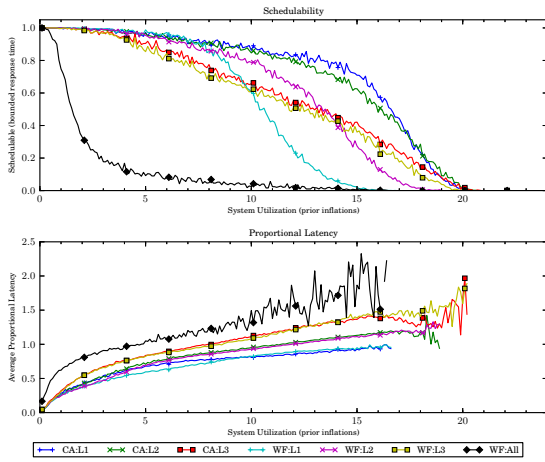 Schedulability
Schedulable (bounded response time)
1.0
0.8
0.6
0.4
0.2
0.0
0 5 10 15 20
System Utilization (prior inflations)
Proportional Latency
Average Proportional Latency
2.5
2.0
1.5
1.0
0.5
0.0
0 5 10 15 20
System Utilization (prior inflations)
CA:L1 CA:L2 CA:L3 WF:L1 WF:L2 WF:L3 WF:All